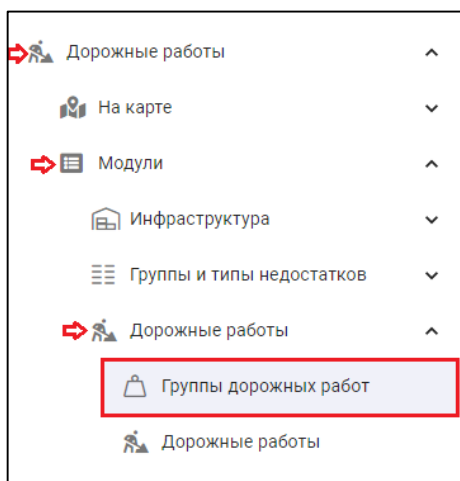 Дорожные работы
На карте
Модули
Инфраструктура
Группы и типы недостатков
Дорожные работы
Группы дорожных работ
Дорожные работы